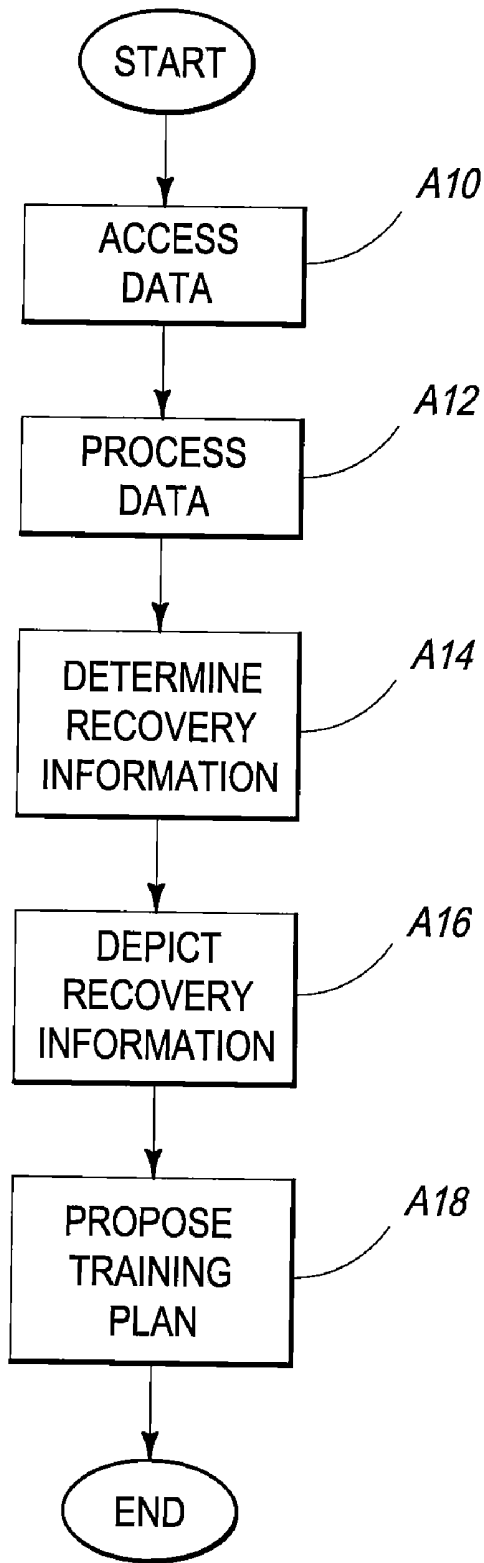 START
A10
ACCESS
DATA
A12
PROCESS
DATA
A14
DETERMINE
RECOVERY
INFORMATION
A16
DEPICT
RECOVERY
INFORMATION
A18
PROPOSE
TRAINING
PLAN
END